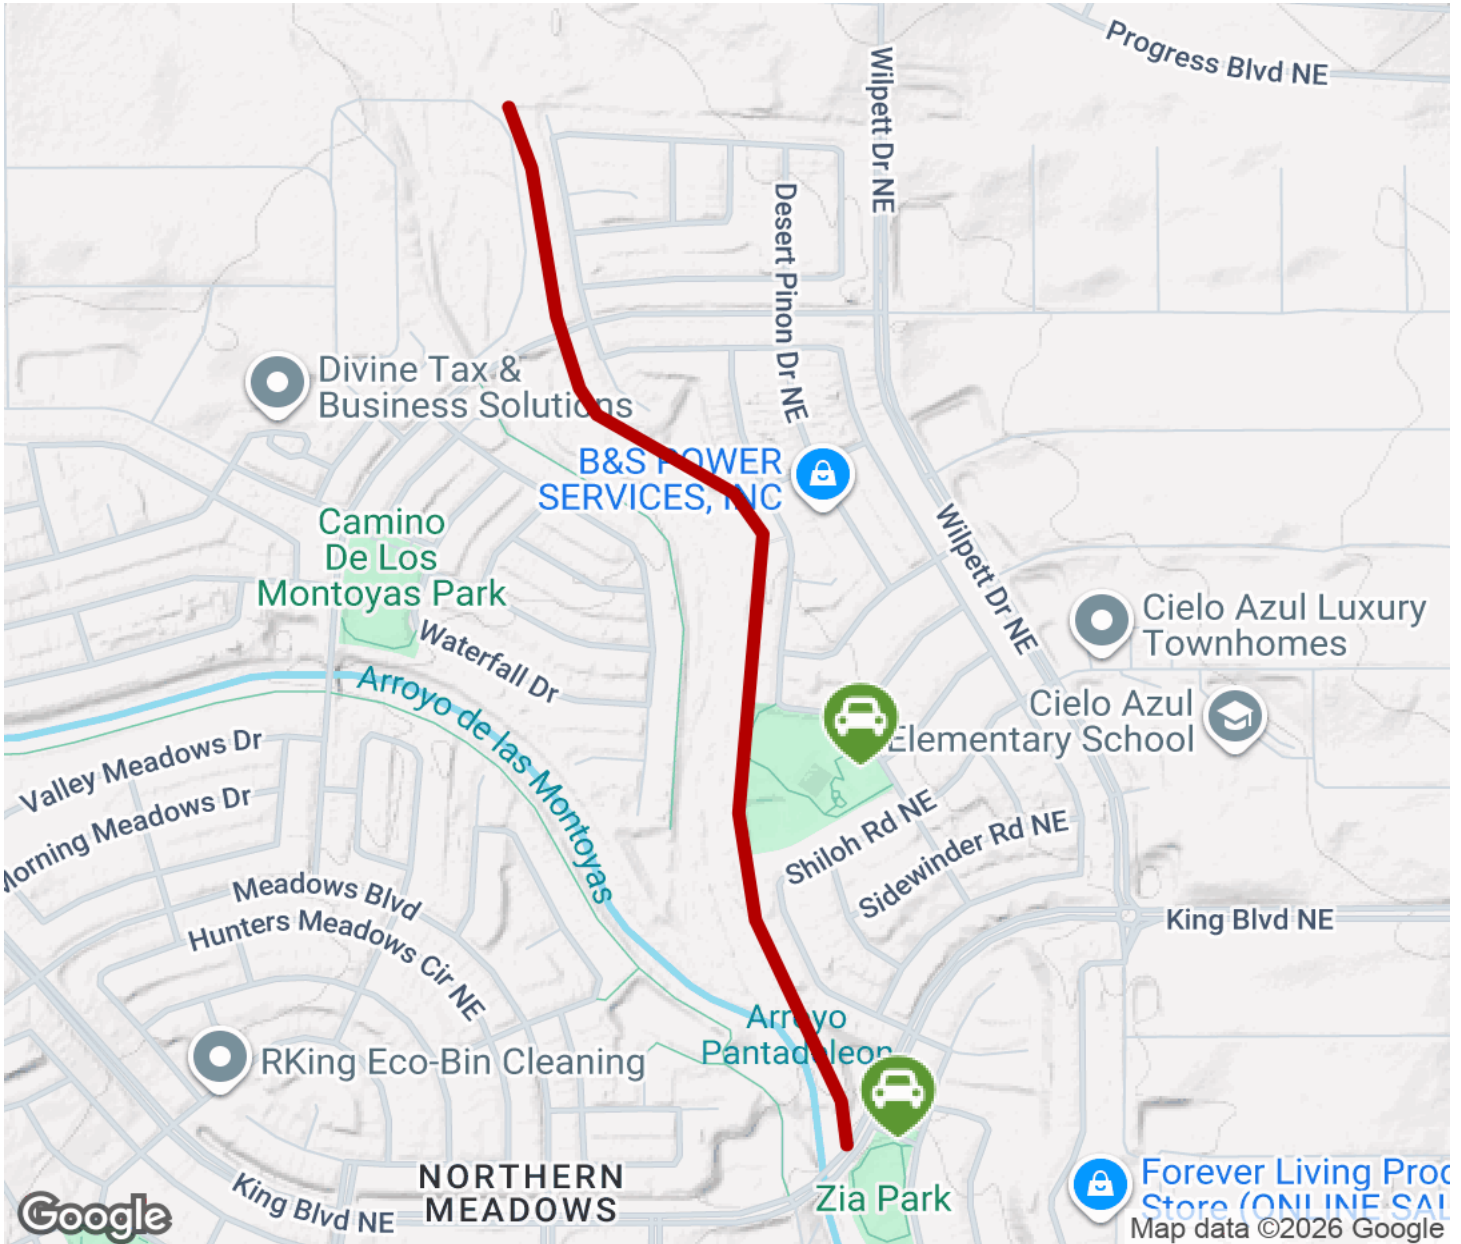 Progress Blvd NE
Wilpett Dr NE
Desert Pinon Dr NE
Divine Tax &
Business Solutions
B&S POWER
SERVICES, INC
Camino
De Los
Montoyas Park
Wilpett Dr NE
Cielo Azul Luxury
Townhomes
Waterfall Dr
Arroyo de las Montoyas
Cielo Azul
Elementary School
Valley Meadows Dr
Morning Meadows Dr
Shiloh Rd NE
Sidewinder Rd NE
Meadows Blvd
Hunters Meadows Cir NE
King Blvd NE
Arroyo
Pantadeleon
RKing Eco-Bin Cleaning
NORTHERN
MEADOWS
King Blvd NE
Zia Park
Forever Living Prod
Store (ONLINE SAL
Google
Map data ©2026 Google